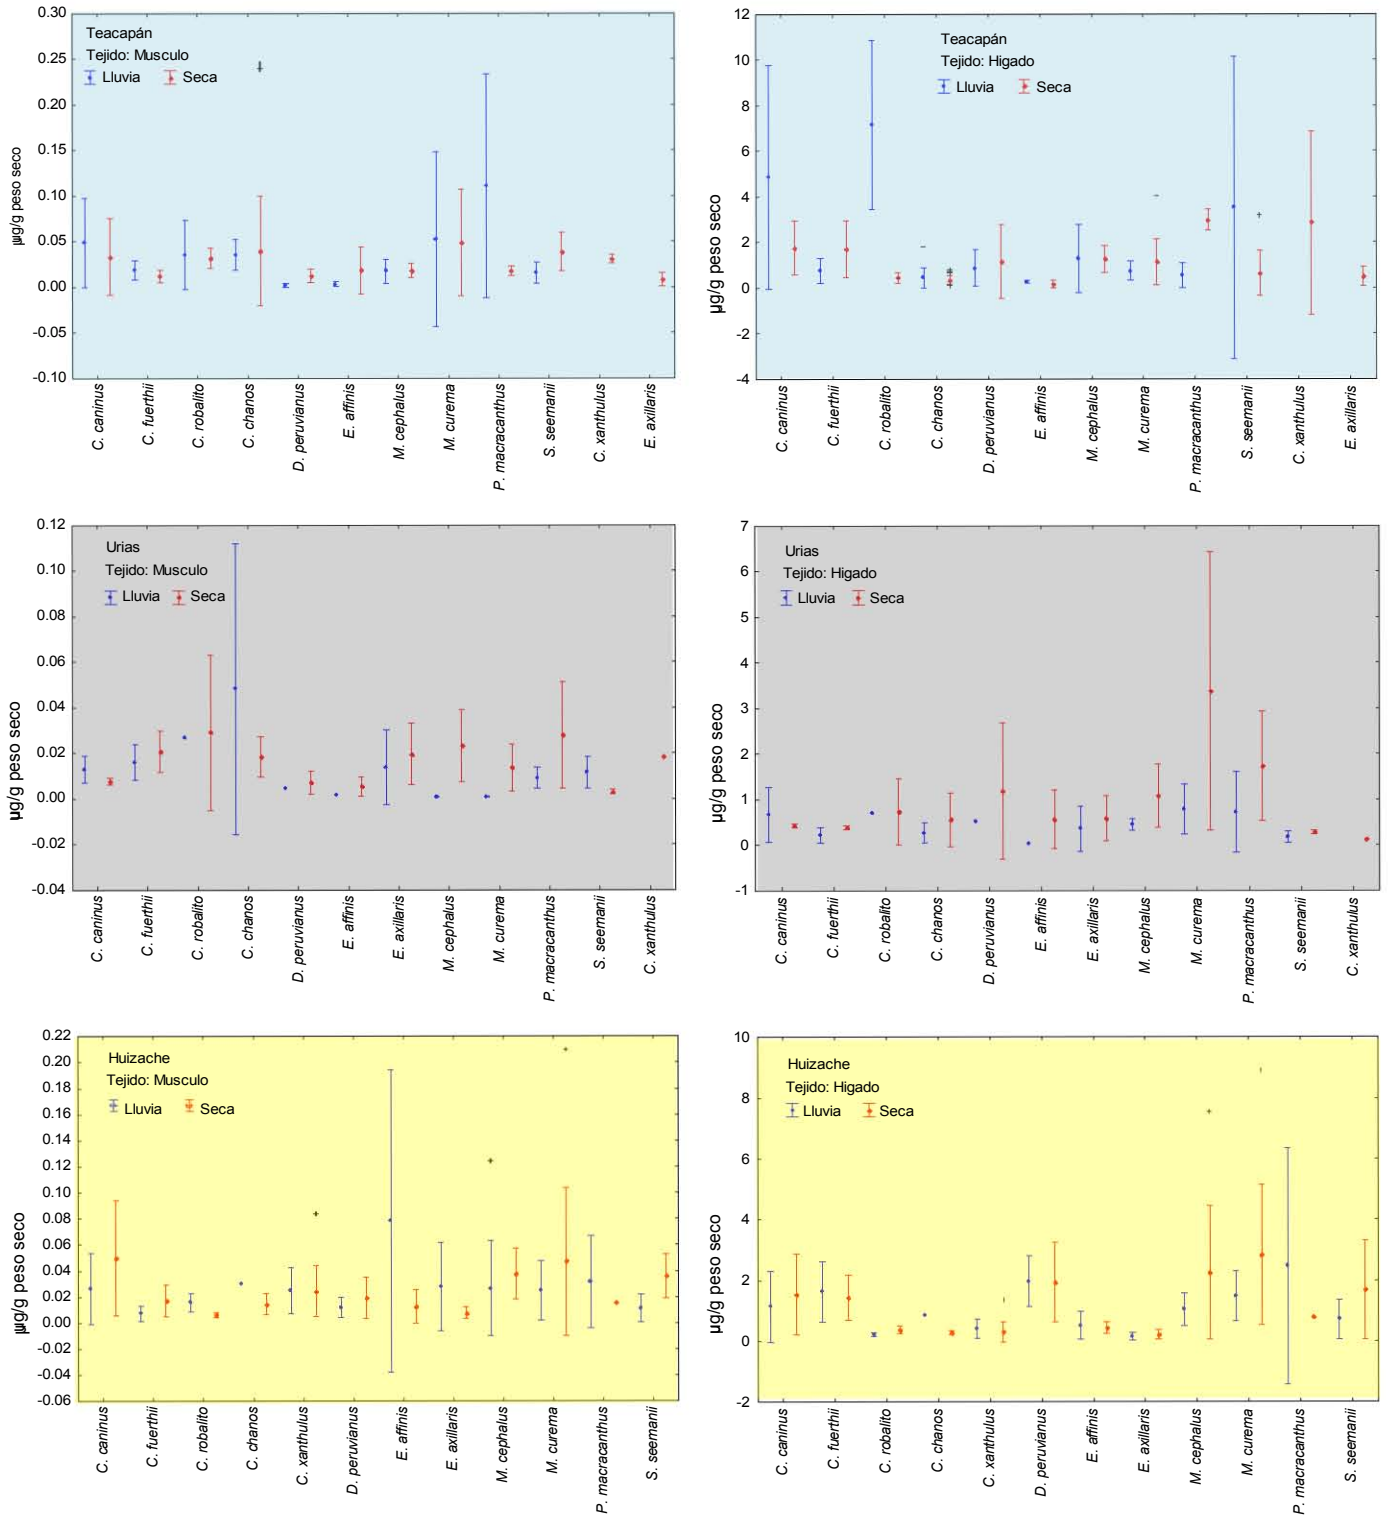 0.30
0.25
0.20
0.15
0.10
0.05
0.00
-0.05
-0.10
µg/g peso seco
Teacapán
Tejido: Musculo
Lluvia Seca
C. caninus
C. fuerthii
C. robalito
C. chanos
D. peruvianus
E. affinis
M. cephalus
M. curema
P. macracanthus
S. seemanii
C. xanthulus
E. axillaris
12
10
8
6
4
2
0
-2
-4
µg/g peso seco
Teacapán
Tejido: Higado
Lluvia Seca
C. caninus
C. fuerthii
C. robalito
C. chanos
D. peruvianus
E. affinis
M. cephalus
M. curema
P. macracanthus
S. seemanii
C. xanthulus
E. axillaris
0.12
0.10
0.08
0.06
0.04
0.02
0.00
-0.02
-0.04
µg/g peso seco
Urias
Tejido: Musculo
Lluvia Seca
C. caninus
C. fuerthii
C. robalito
C. chanos
D. peruvianus
E. affinis
E. axillaris
M. cephalus
M. curema
P. macracanthus
S. seemanii
C. xanthulus
7
6
5
4
3
2
1
0
-1
µg/g peso seco
Urias
Tejido: Higado
Lluvia Seca
C. caninus
C. fuerthii
C. robalito
C. chanos
D. peruvianus
E. affinis
E. axillaris
M. cephalus
M. curema
P. macracanthus
S. seemanii
C. xanthulus
0.22
0.20
0.18
0.16
0.14
0.12
0.10
0.08
0.06
0.04
0.02
0.00
-0.02
-0.04
-0.06
µg/g peso seco
Huizache
Tejido: Musculo
Lluvia Seca
C. caninus
C. fuerthii
C. robalito
C. chanos
C. xanthulus
D. peruvianus
E. affinis
E. axillaris
M. cephalus
M. curema
P. macracanthus
S. seemanii
10
8
6
4
2
0
-2
µg/g peso seco
Huizache
Tejido: Higado
Lluvia Seca
C. caninus
C. fuerthii
C. robalito
C. chanos
C. xanthulus
D. peruvianus
E. affinis
E. axillaris
M. cephalus
M. curema
P. macracanthus
S. seemanii